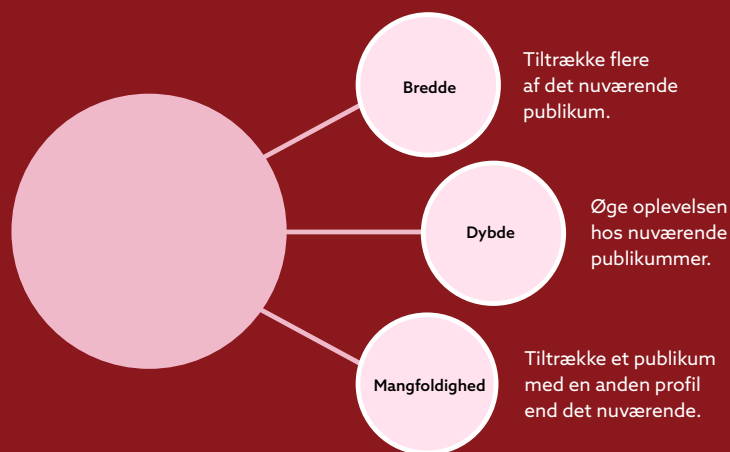 Bredde
Tiltrække flere
af det nuværende
publikum.
Dybde
Øge oplevelsen
hos nuværende
publikummer.
Mangfoldighed
Tiltrække et publikum
med en anden profil
end det nuværende.